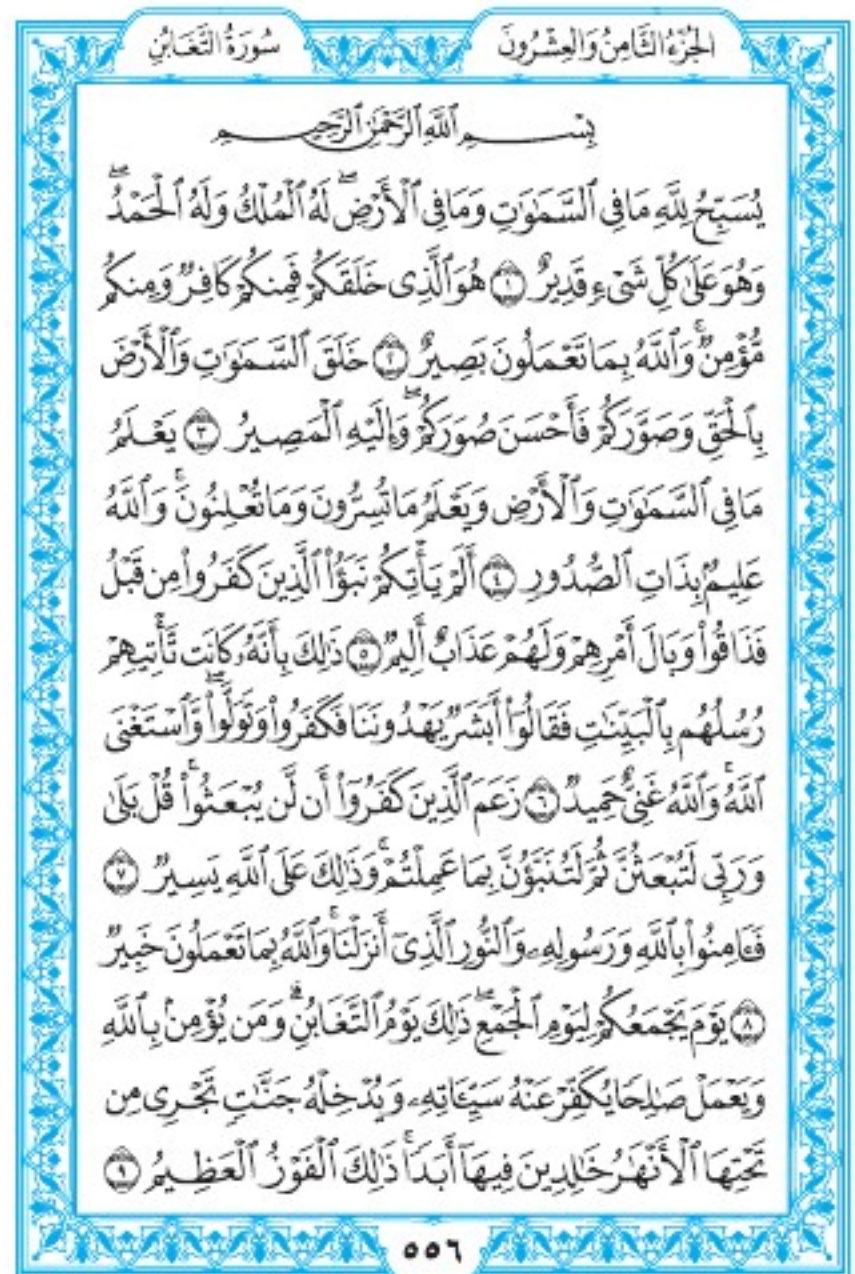 سُورَةُ التَّغَابُنِ
الجُزْءُ الثَّامِنُ وَالعِشْرُونَ
بِسْمِ ٱللَّهِ ٱلرَّحْمَٰنِ ٱلرَّحِيمِ
يُسَبِّحُ لِلَّهِ مَا فِي ٱلسَّمَٰوَٰتِ وَمَا فِي ٱلْأَرْضِۖ لَهُ ٱلْمُلْكُ وَلَهُ ٱلْحَمْدُۖ
وَهُوَ عَلَىٰ كُلِّ شَيْءٖ قَدِيرٌ ١ هُوَ ٱلَّذِي خَلَقَكُمْ فَمِنكُمْ كَافِرٞ وَمِنكُم
مُّؤْمِنٞۚ وَٱللَّهُ بِمَا تَعْمَلُونَ بَصِيرٌ ٢ خَلَقَ ٱلسَّمَٰوَٰتِ وَٱلْأَرْضَ
بِٱلْحَقِّ وَصَوَّرَكُمْ فَأَحْسَنَ صُوَرَكُمْۖ وَإِلَيْهِ ٱلْمَصِيرُ ٣ يَعْلَمُ
مَا فِي ٱلسَّمَٰوَٰتِ وَٱلْأَرْضِ وَيَعْلَمُ مَا تُسِرُّونَ وَمَا تُعْلِنُونَۚ وَٱللَّهُ
عَلِيمُۢ بِذَاتِ ٱلصُّدُورِ ٤ أَلَمْ يَأْتِكُمْ نَبَؤُاْ ٱلَّذِينَ كَفَرُواْ مِن قَبْلُ
فَذَاقُواْ وَبَالَ أَمْرِهِمْ وَلَهُمْ عَذَابٌ أَلِيمٞ ٥ ذَٰلِكَ بِأَنَّهُۥ كَانَت تَّأْتِيهِمْ
رُسُلُهُم بِٱلْبَيِّنَٰتِ فَقَالُوٓاْ أَبَشَرٞ يَهْدُونَنَا فَكَفَرُواْ وَتَوَلَّواْۖ وَّٱسْتَغْنَى
ٱللَّهُۚ وَٱللَّهُ غَنِيٌّ حَمِيدٞ ٦ زَعَمَ ٱلَّذِينَ كَفَرُوٓاْ أَن لَّن يُبْعَثُواْۚ قُلْ بَلَىٰ
وَرَبِّي لَتُبْعَثُنَّ ثُمَّ لَتُنَبَّؤُنَّ بِمَا عَمِلْتُمْۚ وَذَٰلِكَ عَلَى ٱللَّهِ يَسِيرٞ ٧
فَـَٔامِنُواْ بِٱللَّهِ وَرَسُولِهِۦ وَٱلنُّورِ ٱلَّذِيٓ أَنزَلْنَاۚ وَٱللَّهُ بِمَا تَعْمَلُونَ خَبِيرٞ
٨ يَوْمَ يَجْمَعُكُمْ لِيَوْمِ ٱلْجَمْعِۖ ذَٰلِكَ يَوْمُ ٱلتَّغَابُنِۗ وَمَن يُؤْمِنۢ بِٱللَّهِ
وَيَعْمَلْ صَٰلِحٗا يُكَفِّرْ عَنْهُ سَيِّـَٔاتِهِۦ وَيُدْخِلْهُ جَنَّٰتٖ تَجْرِي مِن
تَحْتِهَا ٱلْأَنْهَٰرُ خَٰلِدِينَ فِيهَآ أَبَدٗاۚ ذَٰلِكَ ٱلْفَوْزُ ٱلْعَظِيمُ ٩
٥٥٦